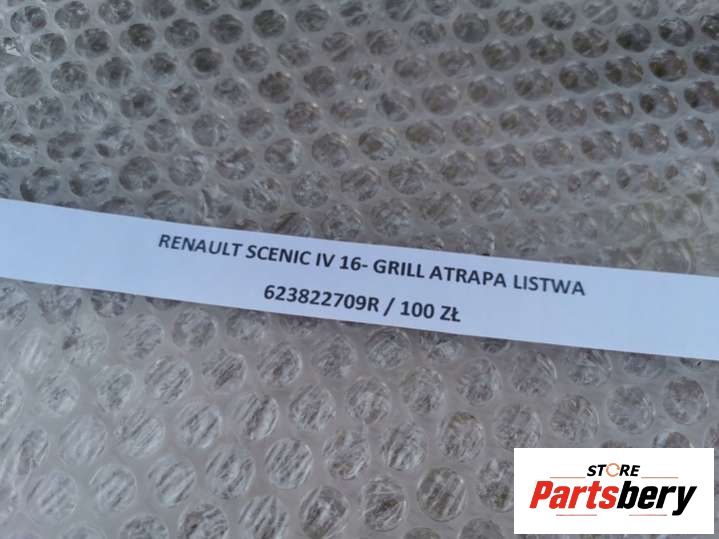 RENAULT SCENIC IV 16- GRILL ATRAPA LISTWA
623822709R / 100 ZŁ
STORE
Partsbery